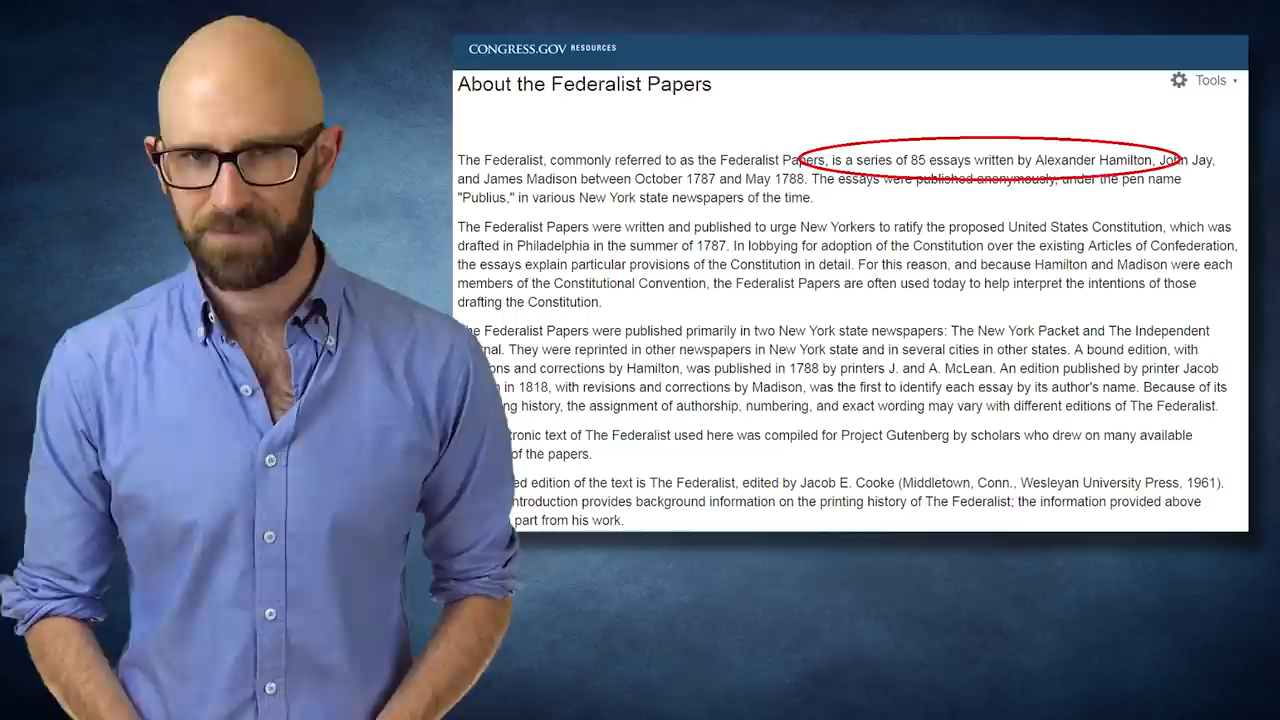 CONGRESS.GOV RESOURCES
About the Federalist Papers
Tools
The Federalist, commonly referred to as the Federalist Papers, is a series of 85 essays written by Alexander Hamilton, John Jay,
and James Madison between October 1787 and May 1788. The essays were published anonymously, under the pen name
"Publius," in various New York state newspapers of the time.
The Federalist Papers were written and published to urge New Yorkers to ratify the proposed United States Constitution, which was
drafted in Philadelphia in the summer of 1787. In lobbying for adoption of the Constitution over the existing Articles of Confederation,
the essays explain particular provisions of the Constitution in detail. For this reason, and because Hamilton and Madison were each
members of the Constitutional Convention, the Federalist Papers are often used today to help interpret the intentions of those
drafting the Constitution.
Federalist Papers were published primarily in two New York state newspapers: The New York Packet and The Independent
They were reprinted in other newspapers in New York state and in several cities in other states. A bound edition, with
and corrections by Hamilton, was published in 1788 by printers J. and A. McLean. An edition published by printer Jacob
in 1818, with revisions and corrections by Madison, was the first to identify each essay by its author's name. Because of its
history, the assignment of authorship, numbering, and exact wording may vary with different editions of The Federalist.
text of The Federalist used here was compiled for Project Gutenberg by scholars who drew on many available
of the papers.
edition of the text is The Federalist, edited by Jacob E. Cooke (Middletown, Conn., Wesleyan University Press, 1961).
introduction provides background information on the printing history of The Federalist; the information provided above
part from his work.